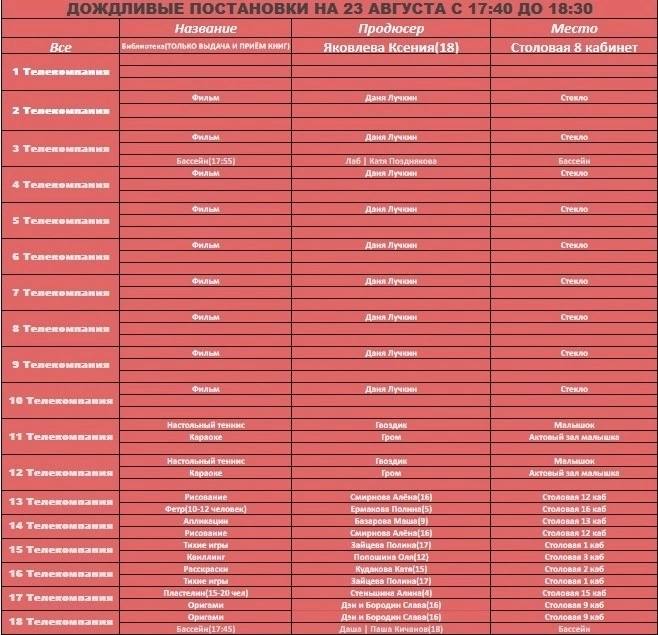 ДОЖДЛИВЫЕ ПОСТАНОВКИ НА 23 АВГУСТА С 17:40 ДО 18:30
Название Продюсер Место
Все Библиотека(ТОЛЬКО ВЫДАЧА И ПРИЁМ КНИГ) Яковлева Ксения(18) Столовая 8 кабинет
1 Телекомпания
Фильм Даня Лучкин Стекло
2 Телекомпания
Фильм Даня Лучкин Стекло
3 Телекомпания
Бассейн(17:55) Лаб | Катя Позднякова Бассейн
Фильм Даня Лучкин Стекло
4 Телекомпания
Фильм Даня Лучкин Стекло
5 Телекомпания
Фильм Даня Лучкин Стекло
6 Телекомпания
Фильм Даня Лучкин Стекло
7 Телекомпания
Фильм Даня Лучкин Стекло
8 Телекомпания
Фильм Даня Лучкин Стекло
9 Телекомпания
Фильм Даня Лучкин Стекло
10 Телекомпания
Настольный теннис Гвоздик Малышок
11 Телекомпания Караоке Гром Актовый зал малышка
Настольный теннис Гвоздик Малышок
12 Телекомпания Караоке Гром Актовый зал малышка
13 Телекомпания Рисование Смирнова Алёна(16) Столовая 12 каб
Фетр(10-12 человек) Ермакова Полина(5) Столовая 16 каб
14 Телекомпания Апликации Базарова Маша(9) Столовая 13 каб
Рисование Смирнова Алёна(16) Столовая 12 каб
15 Телекомпания Тихие игры Зайцева Полина(17) Столовая 1 каб
Квиллинг Попошина Оля(12) Столовая 3 каб
16 Телекомпания Расскраски Кудакова Катя(15) Столовая 2 каб
Тихие игры Зайцева Полина(17) Столовая 1 каб
17 Телекомпания Пластелин(15-20 чел) Стеньшина Алина(4) Столовая 15 каб
Оригами Дэн и Бородин Слава(16) Столовая 9 каб
18 Телекомпания Оригами Дэн и Бородин Слава(16) Столовая 9 каб
Бассейн(17:45) Даша | Паша Кичанов(18) Бассейн